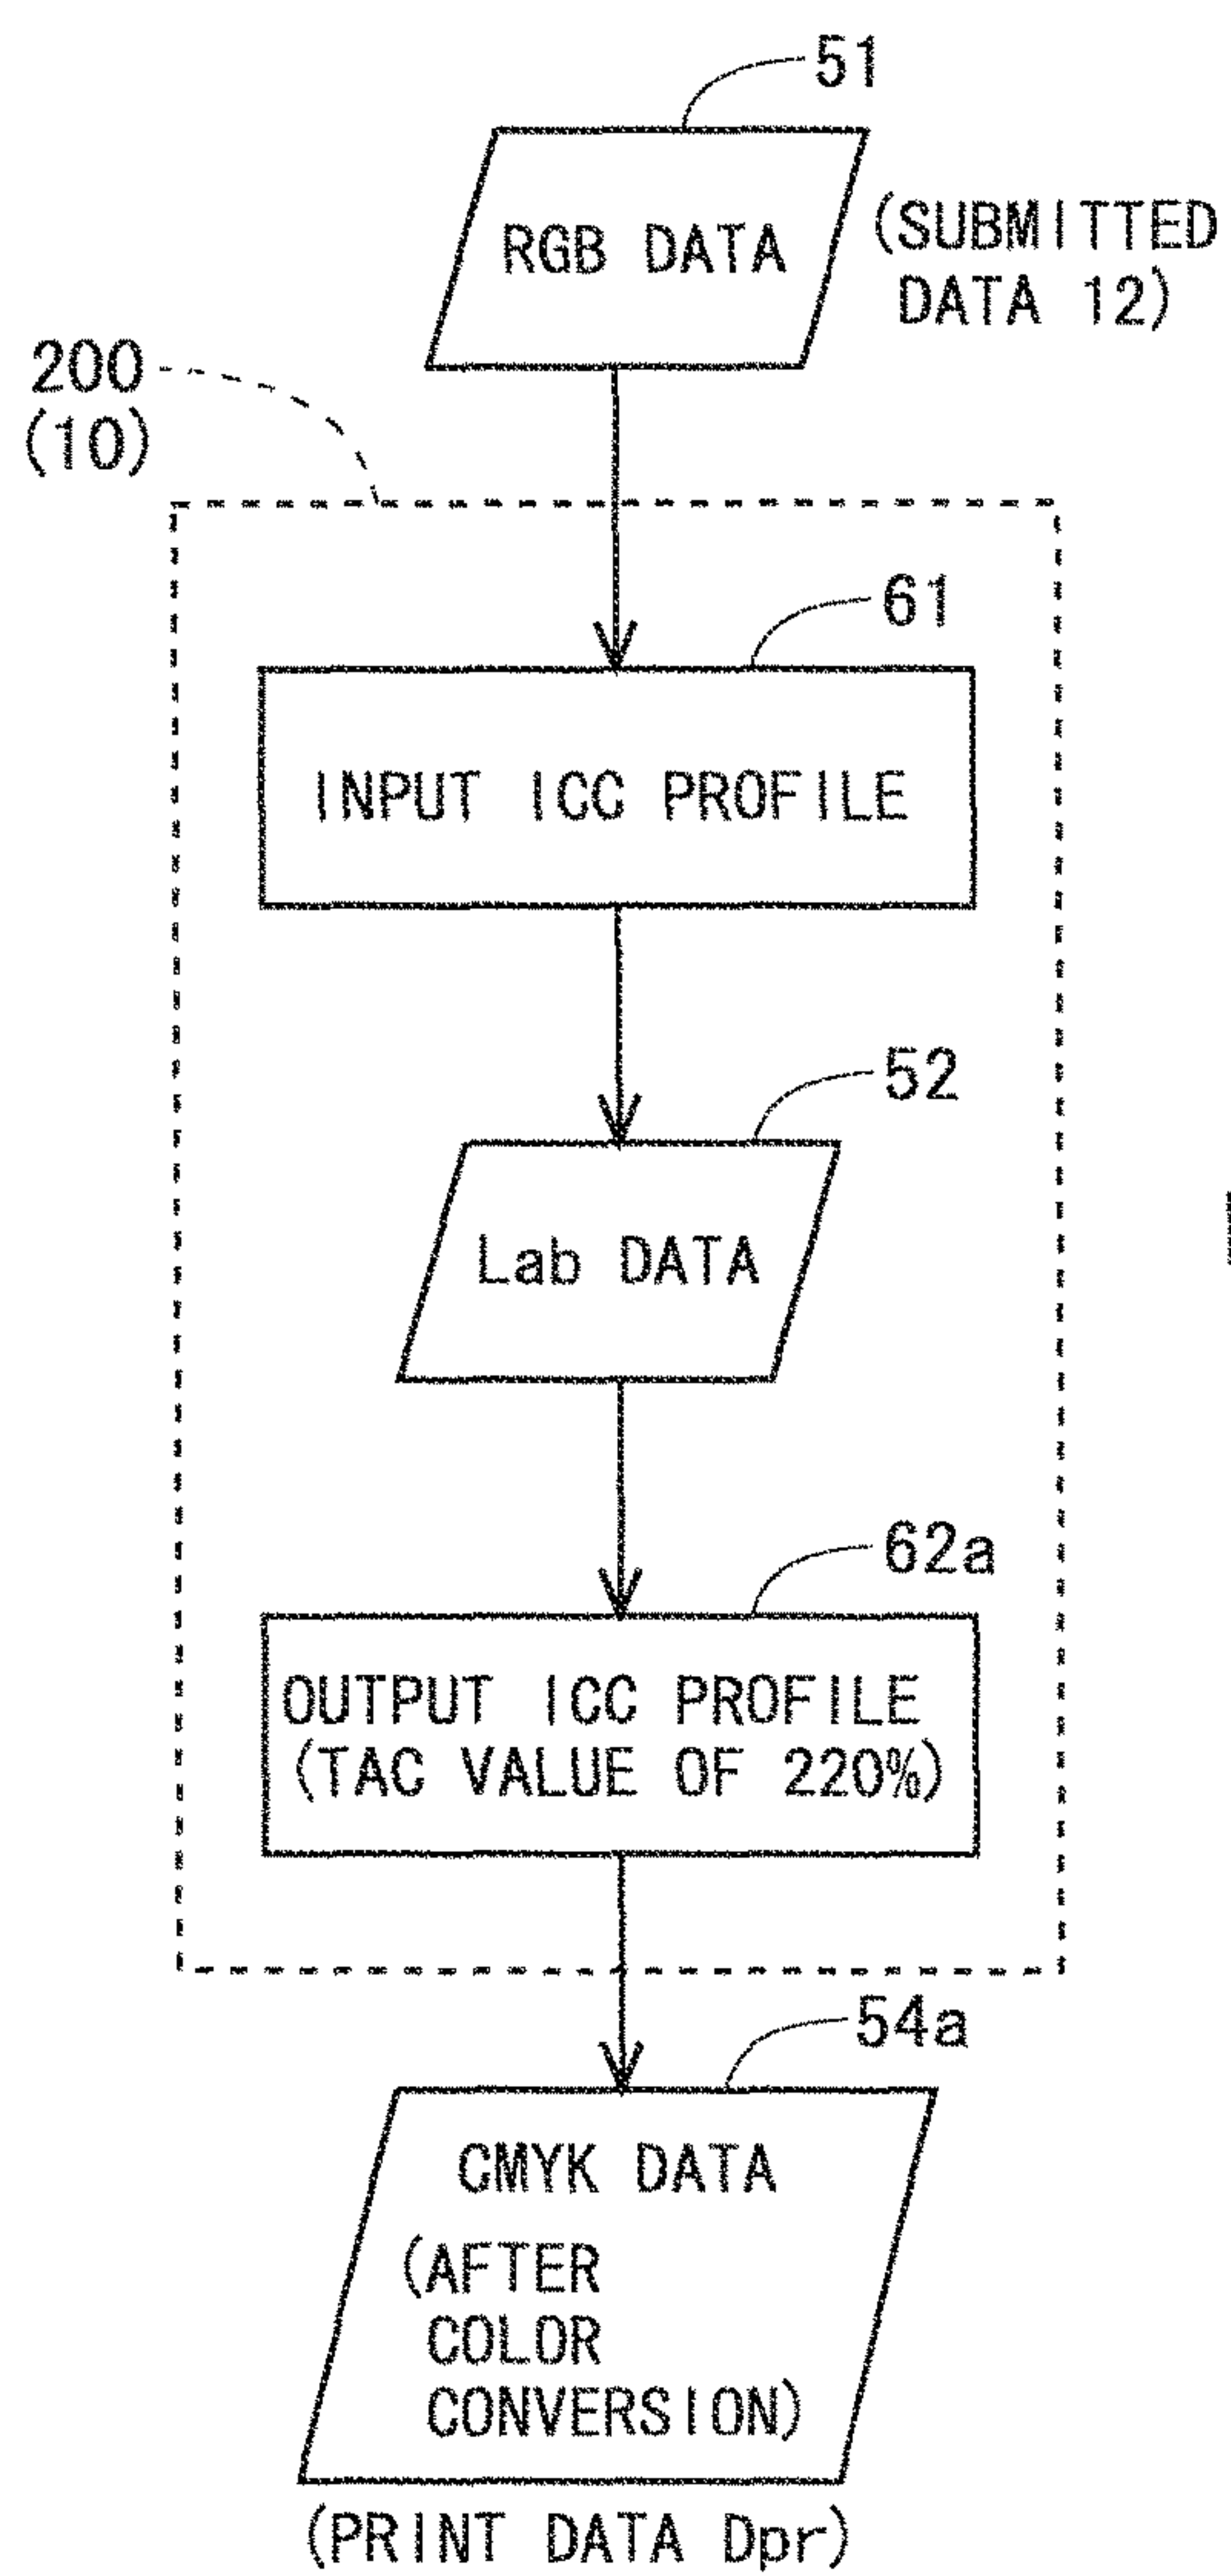 51
RGB DATA
(SUBMITTED
DATA 12)
200
(10)
61
INPUT ICC PROFILE
52
Lab DATA
62a
OUTPUT ICC PROFILE
(TAC VALUE OF 220%)
54a
CMYK DATA
(AFTER
COLOR
CONVERSION)
(PRINT DATA Dpr)